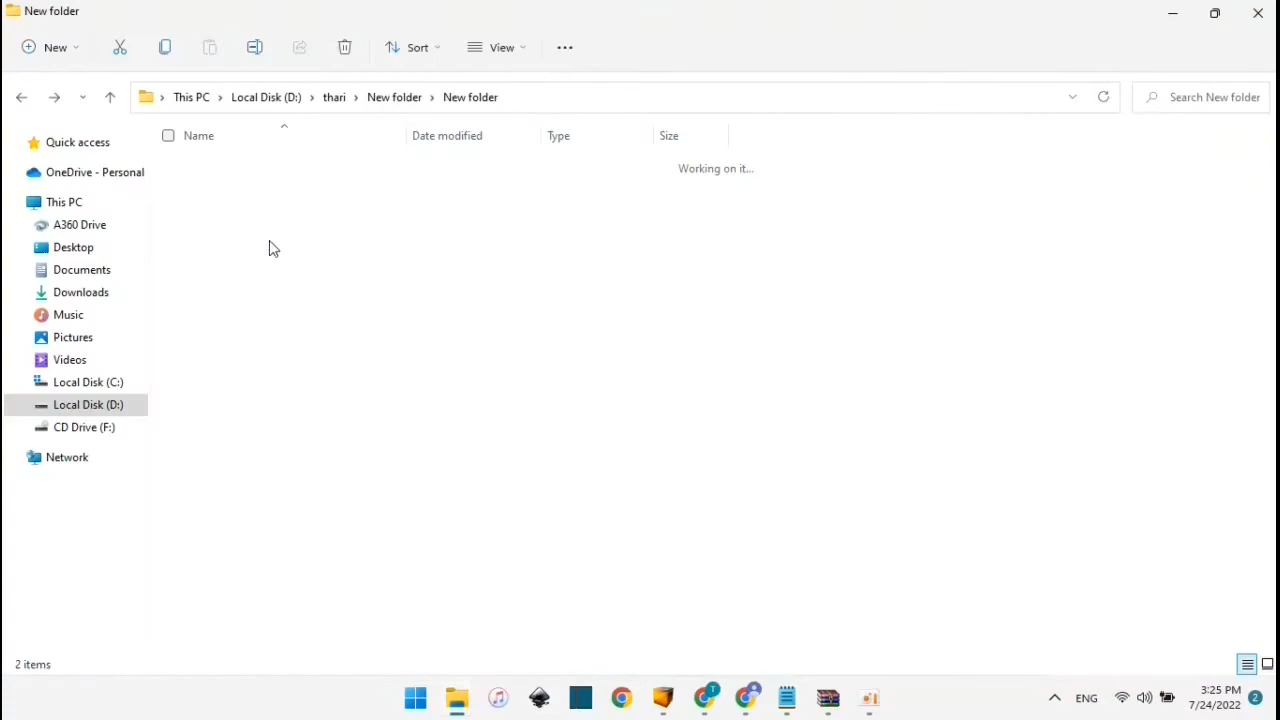 New folder
New
Sort
View
This PC > Local Disk (D:) > thari > New folder > New folder
Search New folder
Name
Date modified
Type
Size
Working on it...
Quick access
OneDrive - Personal
This PC
A360 Drive
Desktop
Documents
Downloads
Music
Pictures
Videos
Local Disk (C:)
Local Disk (D:)
CD Drive (F:)
Network
2 items
T
ENG
3:25 PM
7/24/2022
2